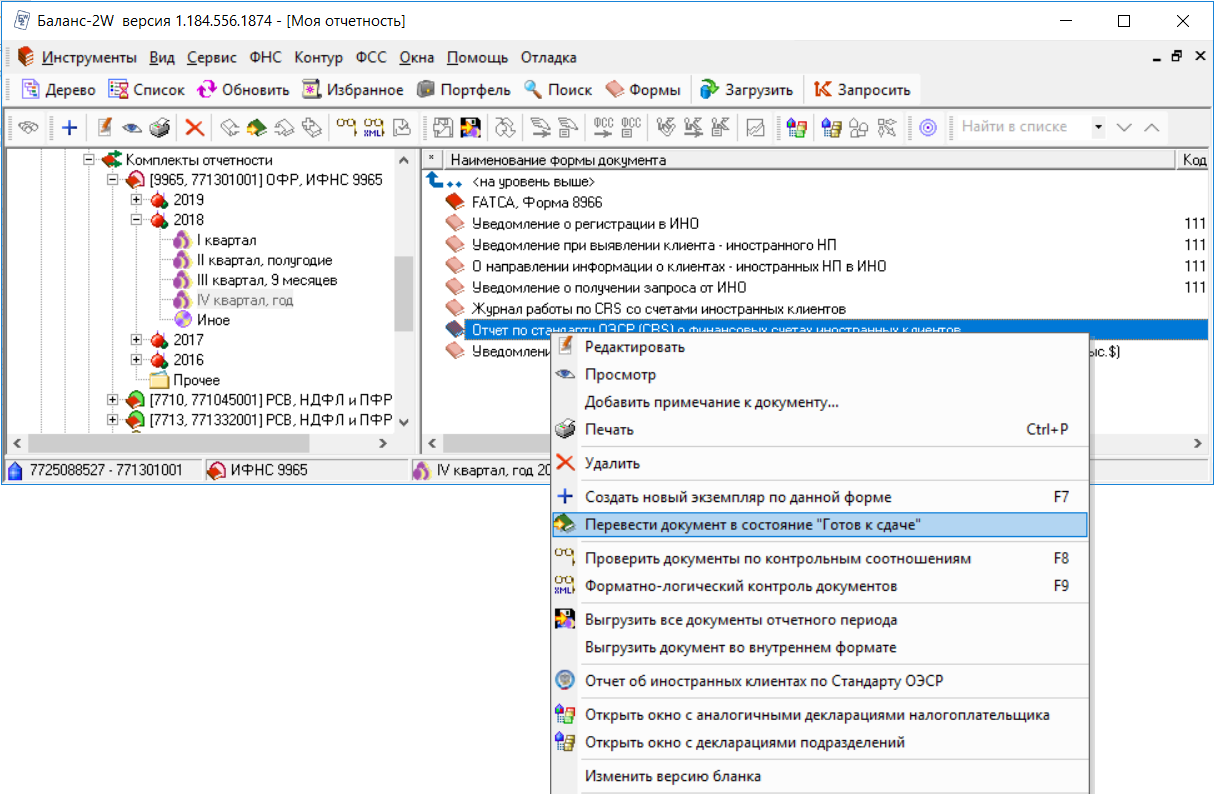 Баланс-2W версия 1.184.556.1874 - [Моя отчетность]
Инструменты Вид Сервис ФНС Контур ФСС Окна Помощь Отладка
Дерево Список Обновить Избранное Портфель Поиск Формы Загрузить Запросить
Найти в списке
Комплекты отчетности
[9965, 771301001] ОФР, ИФНС 9965
2019
2018
I квартал
II квартал, полугодие
III квартал, 9 месяцев
IV квартал, год
Иное
2017
2016
Прочее
[7710, 771045001] РСВ, НДФЛ и ПФР
[7713, 771332001] РСВ, НДФЛ и ПФР
* Наименование формы документа Код
<на уровень выше>
FATCA, Форма 8966
Уведомление о регистрации в ИНО 111
Уведомление при выявлении клиента - иностранного НП 111
О направлении информации о клиентах - иностранных НП в ИНО 111
Уведомление о получении запроса от ИНО 111
Журнал работы по CRS со счетами иностранных клиентов
Отчет по стандарту ОЭСР (CRS) о финансовых счетах иностранных клиентов
7725088527 - 771301001 ИФНС 9965 IV квартал, год 20
Редактировать
Просмотр
Добавить примечание к документу...
Печать Ctrl+P
Удалить
Создать новый экземпляр по данной форме F7
Перевести документ в состояние "Готов к сдаче"
Проверить документы по контрольным соотношениям F8
Форматно-логический контроль документов F9
Выгрузить все документы отчетного периода
Выгрузить документ во внутреннем формате
Отчет об иностранных клиентах по Стандарту ОЭСР
Открыть окно с аналогичными декларациями налогоплательщика
Открыть окно с декларациями подразделений
Изменить версию бланка